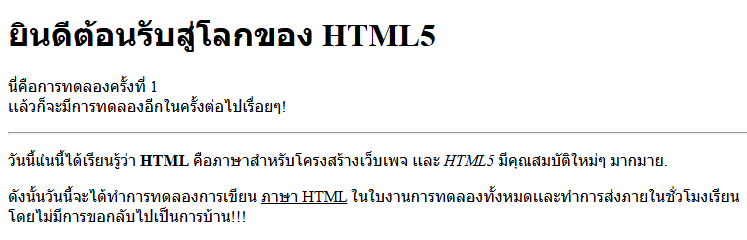 ยินดีต้อนรับสู่โลกของ HTML5
นี่คือการทดลองครั้งที่ 1
แล้วก็จะมีการทดลองอีกในครั้งต่อไปเรื่อยๆ!
วันนี้เเ่นนี้ได้เรียนรู้ว่า HTML คือภาษาสำหรับโครงสร้างเว็บเพจ และ HTML5 มีคุณสมบัติใหม่ๆ มากมาย.
ดังนั้นวันนี้จะได้ทำการทดลองการเขียน ภาษา HTML ในใบงานการทดลองทั้งหมดและทำการส่งภายในชั่วโมงเรียน
โดยไม่มีการขอกลับไปเป็นการบ้าน!!!